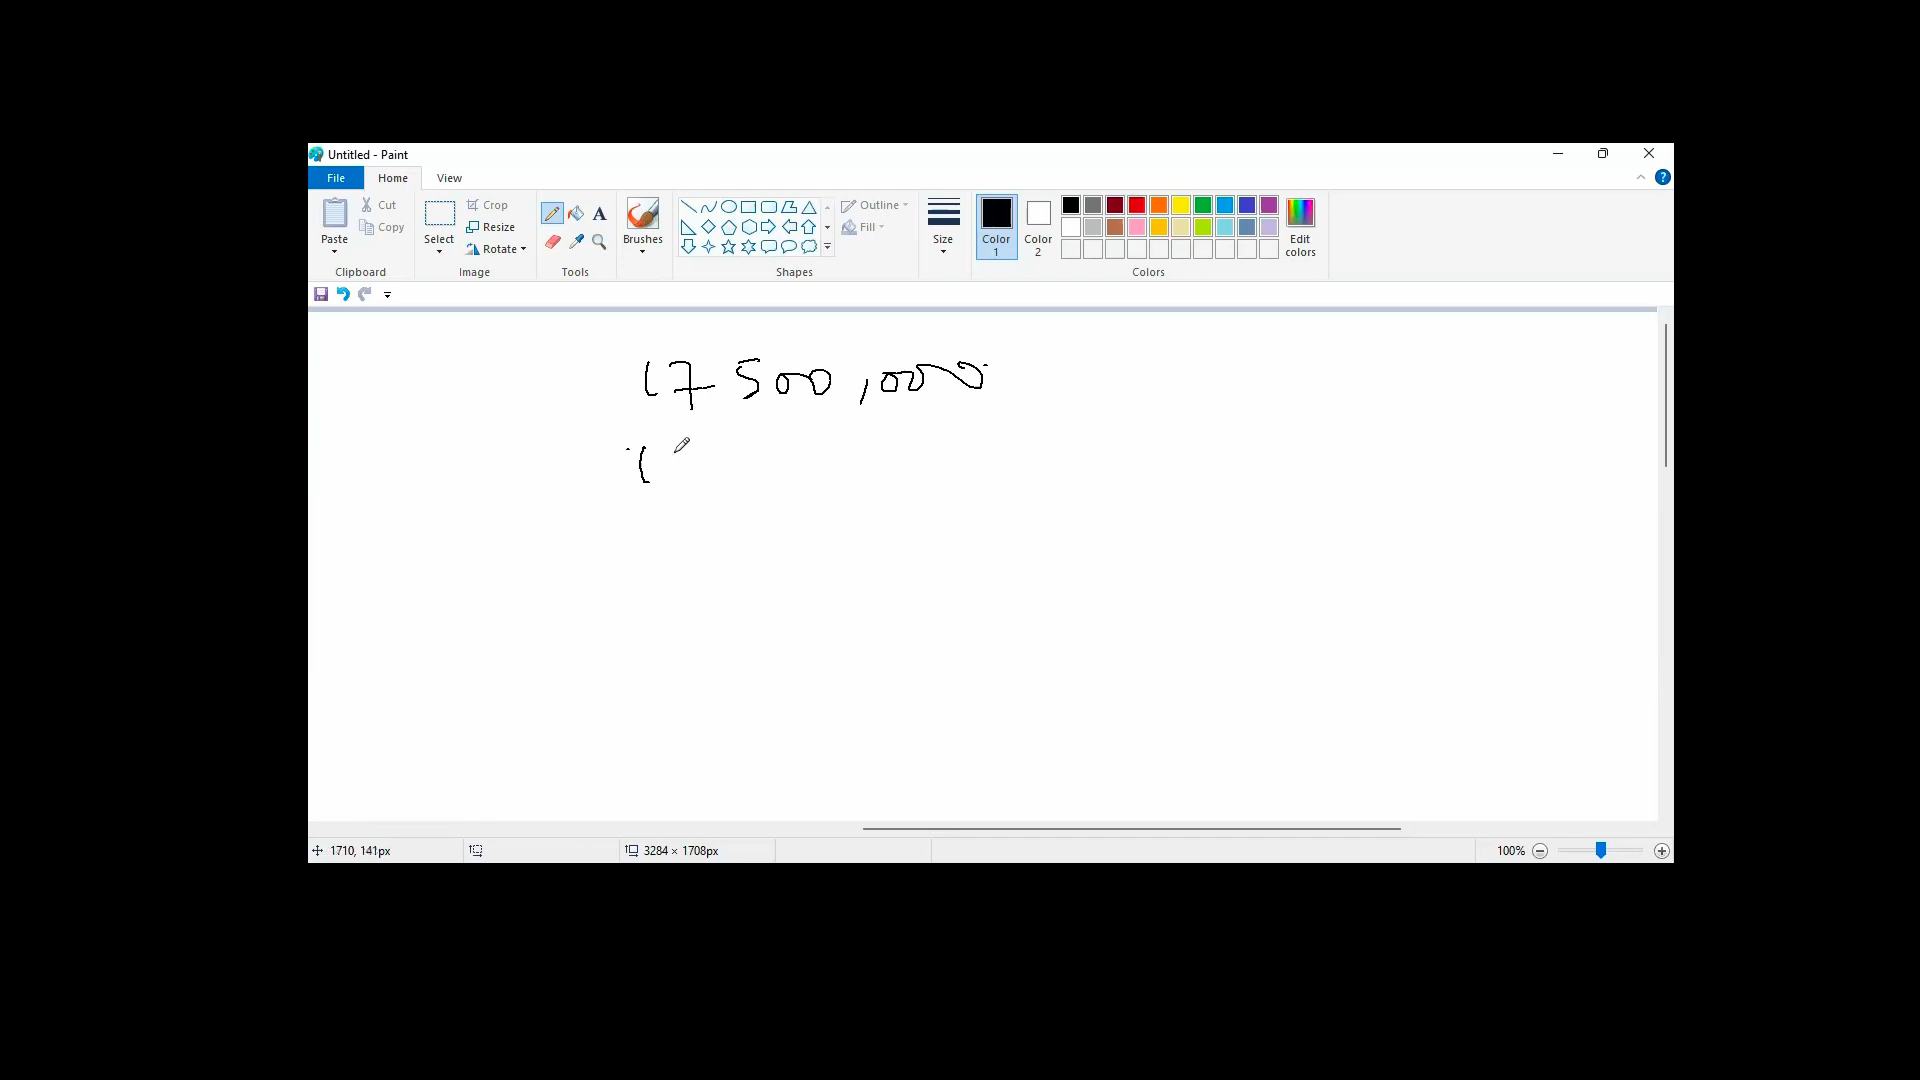 Untitled - Paint
File Home View
Paste Cut Copy Clipboard
Select Crop Resize Rotate Image
Tools
Brushes
Shapes
Outline Fill
Size
Color 1
Color 2
Edit colors
Colors
17 500,000
1
1710, 141px
3284 × 1708px
100%